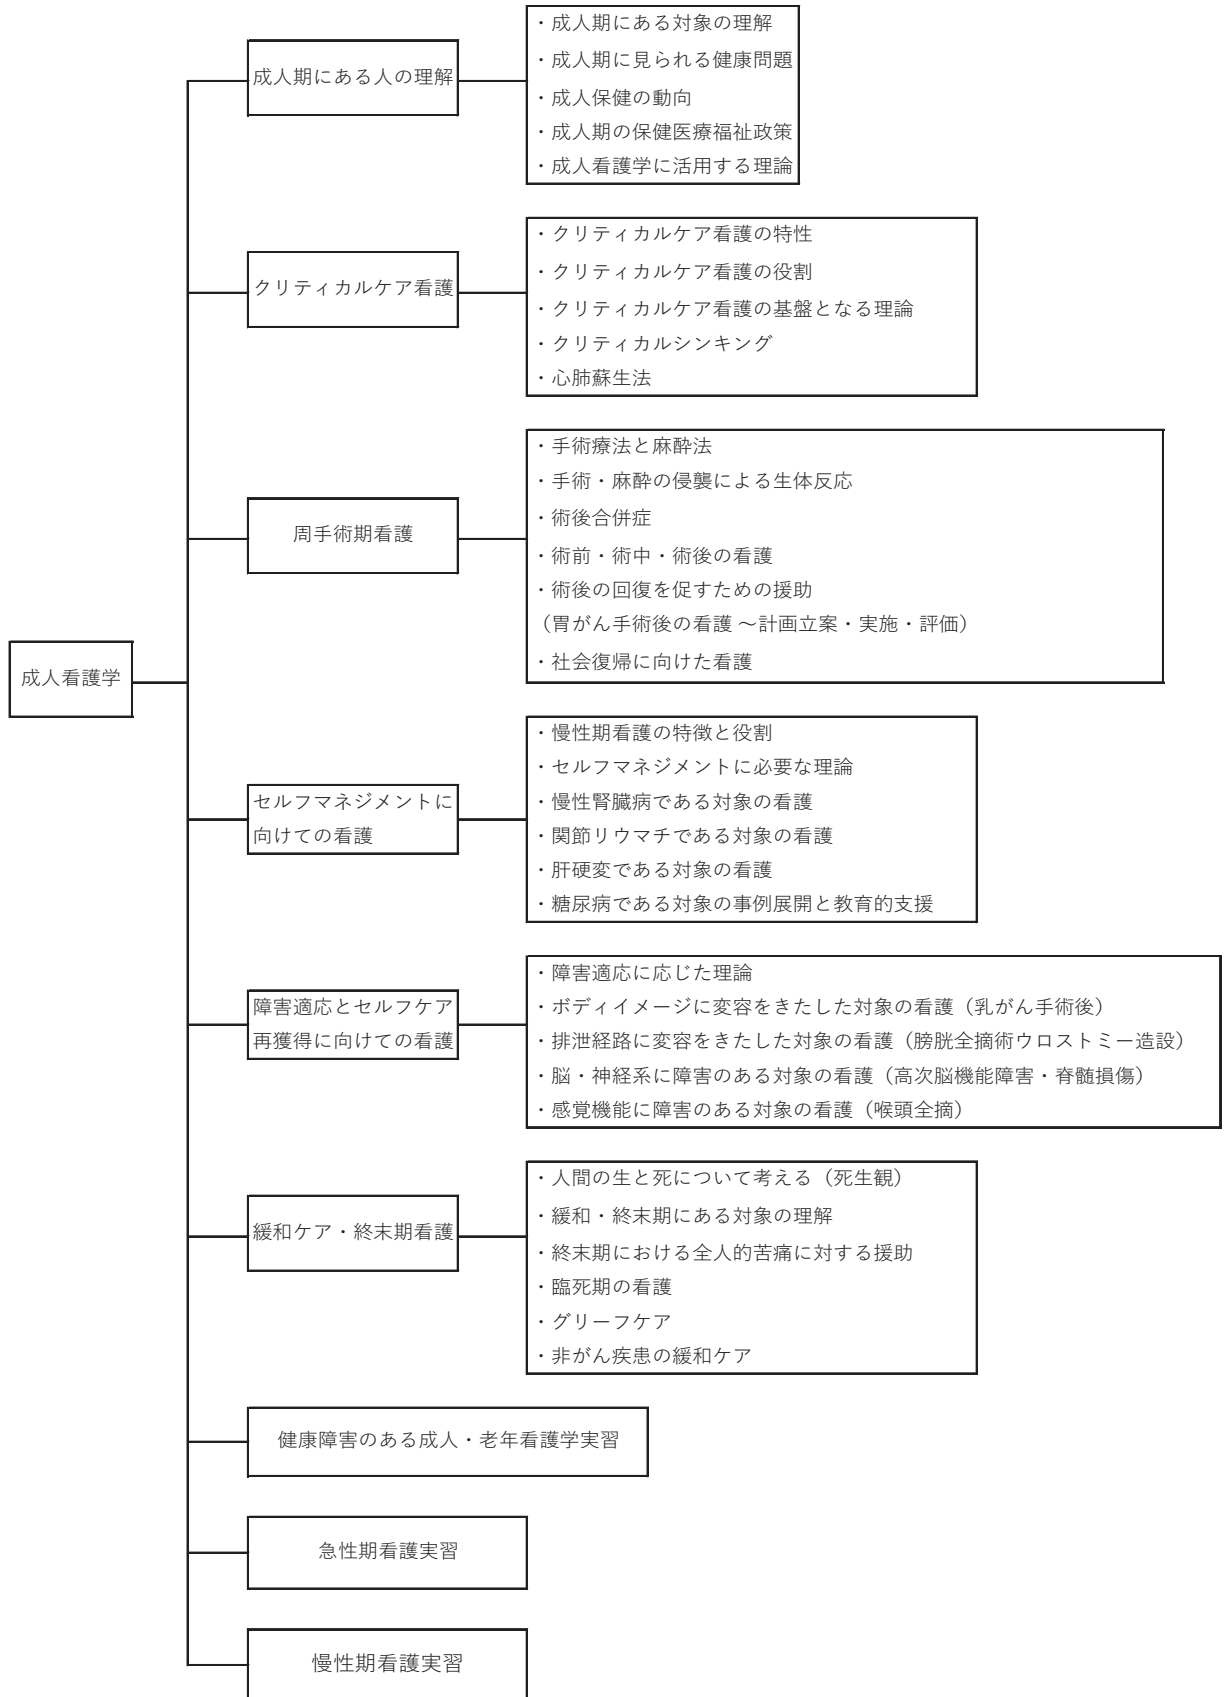 成人看護学
成人期にある人の理解
・成人期にある対象の理解
・成人期に見られる健康問題
・成人保健の動向
・成人期の保健医療福祉政策
・成人看護学に活用する理論
クリティカルケア看護
・クリティカルケア看護の特性
・クリティカルケア看護の役割
・クリティカルケア看護の基盤となる理論
・クリティカルシンキング
・心肺蘇生法
周手術期看護
・手術療法と麻酔法
・手術・麻酔の侵襲による生体反応
・術後合併症
・術前・術中・術後の看護
・術後の回復を促すための援助
（胃がん手術後の看護 ～計画立案・実施・評価）
・社会復帰に向けた看護
セルフマネジメントに
向けての看護
・慢性期看護の特徴と役割
・セルフマネジメントに必要な理論
・慢性腎臓病である対象の看護
・関節リウマチである対象の看護
・肝硬変である対象の看護
・糖尿病である対象の事例展開と教育的支援
障害適応とセルフケア
再獲得に向けての看護
・障害適応に応じた理論
・ボディイメージに変容をきたした対象の看護（乳がん手術後）
・排泄経路に変容をきたした対象の看護（膀胱全摘術ウロストミー造設）
・脳・神経系に障害のある対象の看護（高次脳機能障害・脊髄損傷）
・感覚機能に障害のある対象の看護（喉頭全摘）
緩和ケア・終末期看護
・人間の生と死について考える（死生観）
・緩和・終末期にある対象の理解
・終末期における全人的苦痛に対する援助
・臨死期の看護
・グリーフケア
・非がん疾患の緩和ケア
健康障害のある成人・老年看護学実習
急性期看護実習
慢性期看護実習